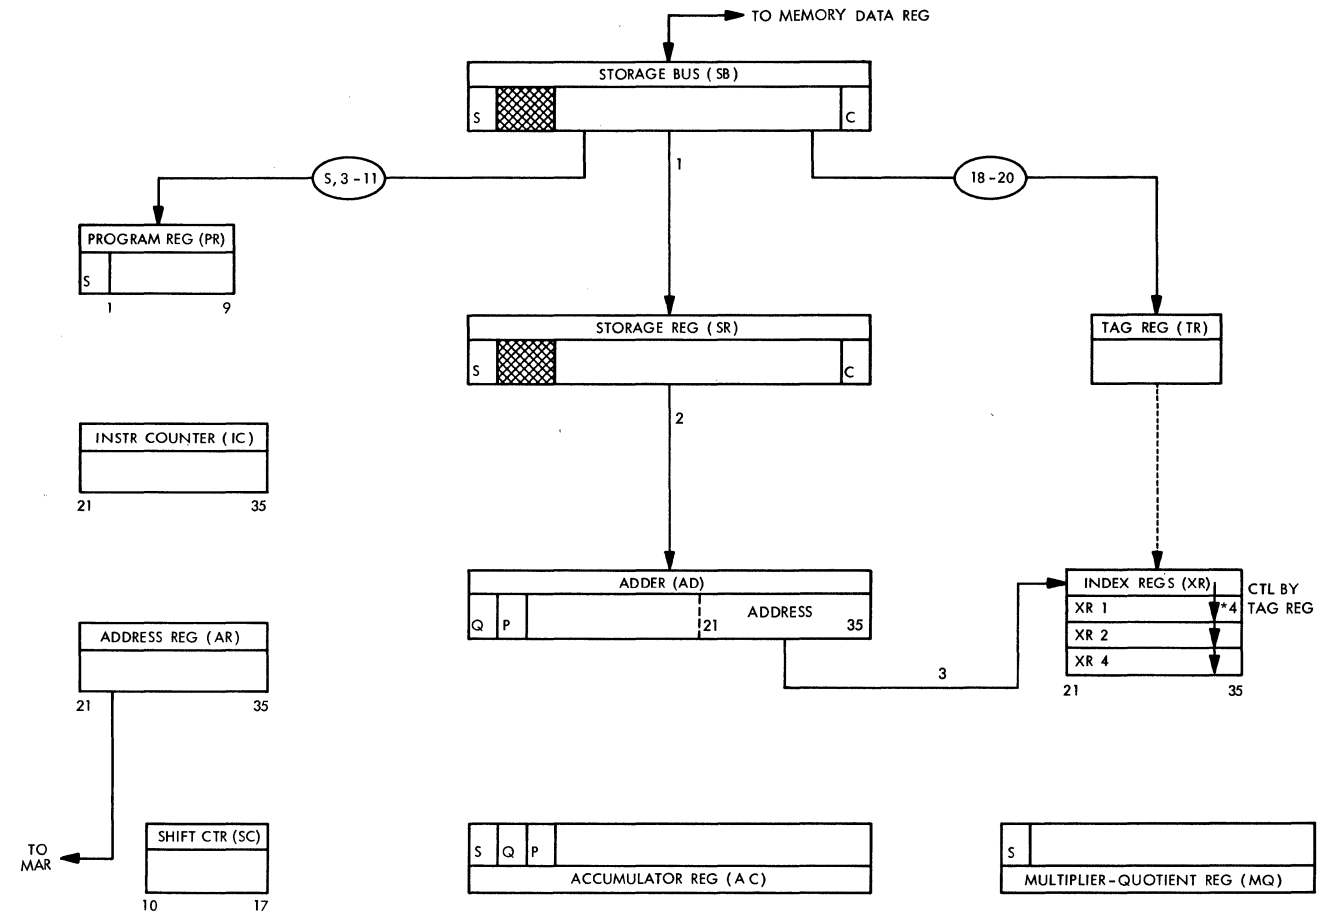 TO MEMORY DATA REG
STORAGE BUS (SB)
S
C
1
S, 3-11
18-20
PROGRAM REG (PR)
S
1 9
STORAGE REG (SR)
S
C
TAG REG (TR)
2
INSTR COUNTER (IC)
21 35
ADDER (AD)
Q P
ADDRESS
21 35
INDEX REGS (XR)
XR 1
*4
XR 2
XR 4
21 35
CTL BY
TAG REG
3
ADDRESS REG (AR)
21 35
TO
MAR
SHIFT CTR (SC)
10 17
S Q P
ACCUMULATOR REG (AC)
S
MULTIPLIER-QUOTIENT REG (MQ)